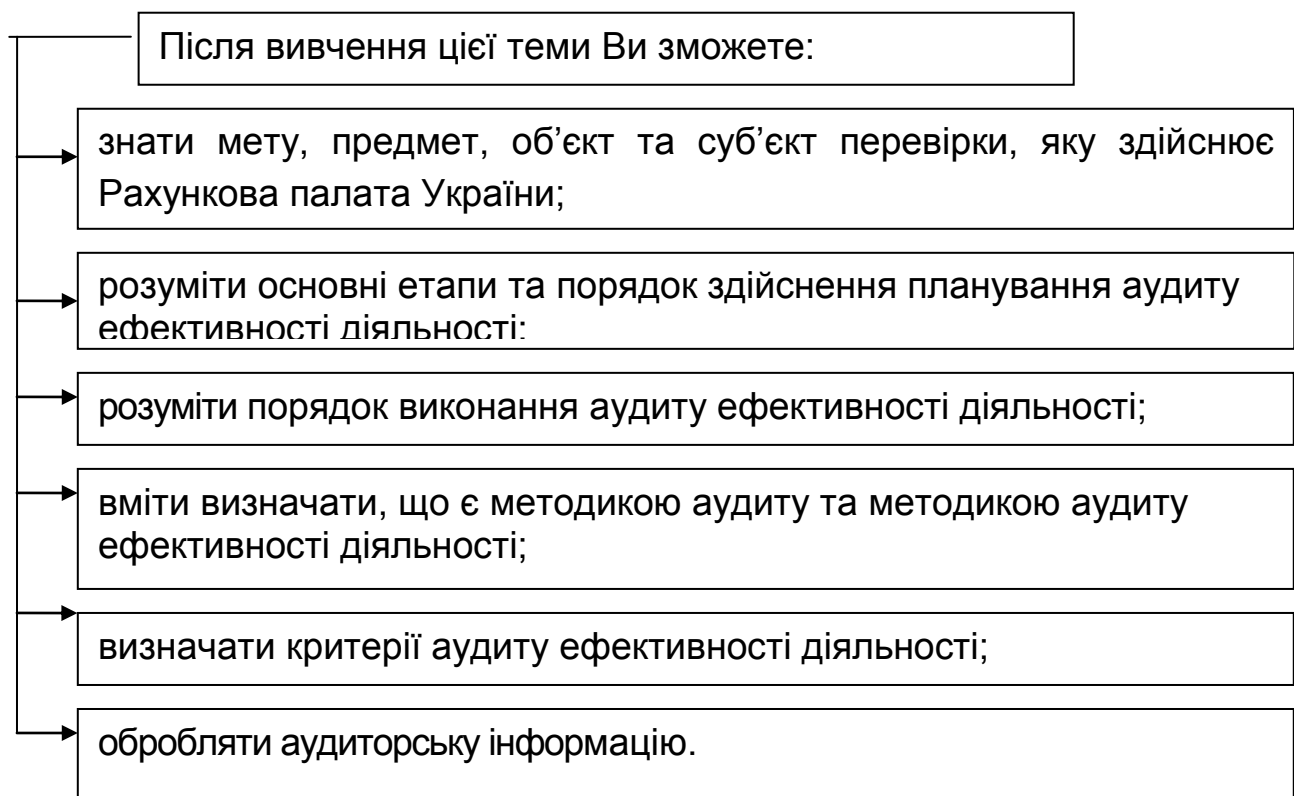 Після вивчення цієї теми Ви зможете:
знати мету, предмет, об’єкт та суб’єкт перевірки, яку здійснює
Рахункова палата України;
розуміти основні етапи та порядок здійснення планування аудиту
ефективності діяльності;
розуміти порядок виконання аудиту ефективності діяльності;
вміти визначати, що є методикою аудиту та методикою аудиту
ефективності діяльності;
визначати критерії аудиту ефективності діяльності;
обробляти аудиторську інформацію.